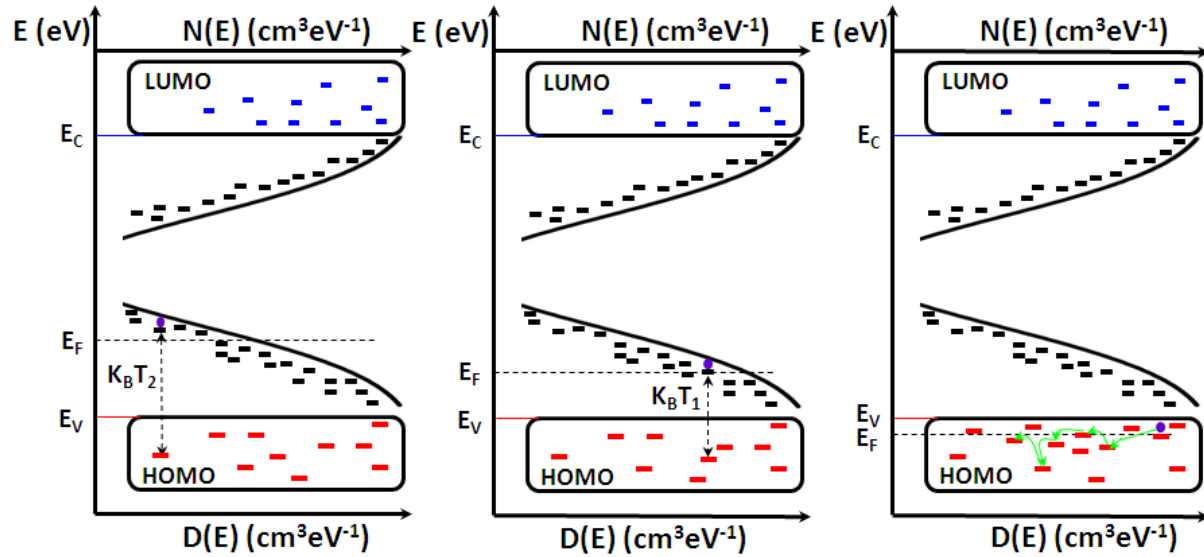 E (eV) N(E) (cm³eV⁻¹)
LUMO
E_C
E_F
K_BT_2
E_V
HOMO
D(E) (cm³eV⁻¹)
E (eV) N(E) (cm³eV⁻¹)
LUMO
E_C
E_F
K_BT_1
E_V
HOMO
D(E) (cm³eV⁻¹)
E (eV) N(E) (cm³eV⁻¹)
LUMO
E_C
E_V
E_F
HOMO
D(E) (cm³eV⁻¹)